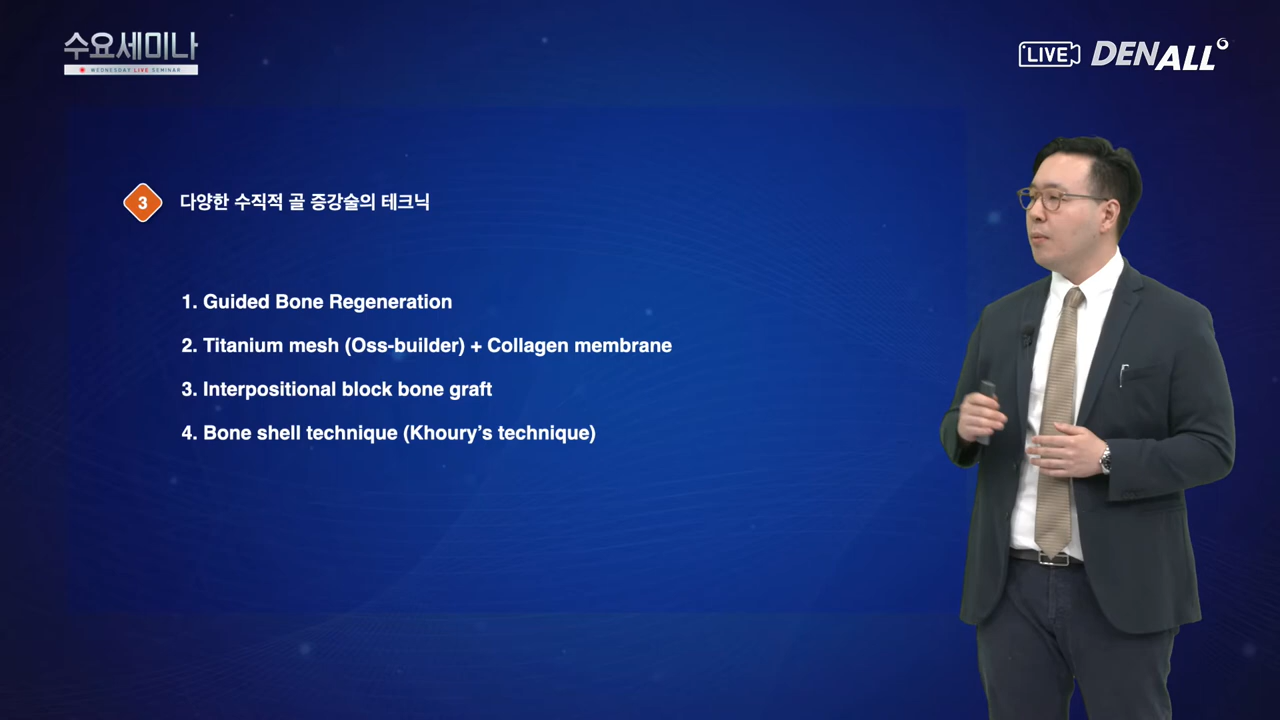 수요세미나
WEDNESDAY LIVE SEMINAR
LIVE
DENALL
3
다양한 수직적 골 증강술의 테크닉
1. Guided Bone Regeneration
2. Titanium mesh (Oss-builder) + Collagen membrane
3. Interpositional block bone graft
4. Bone shell technique (Khoury’s technique)